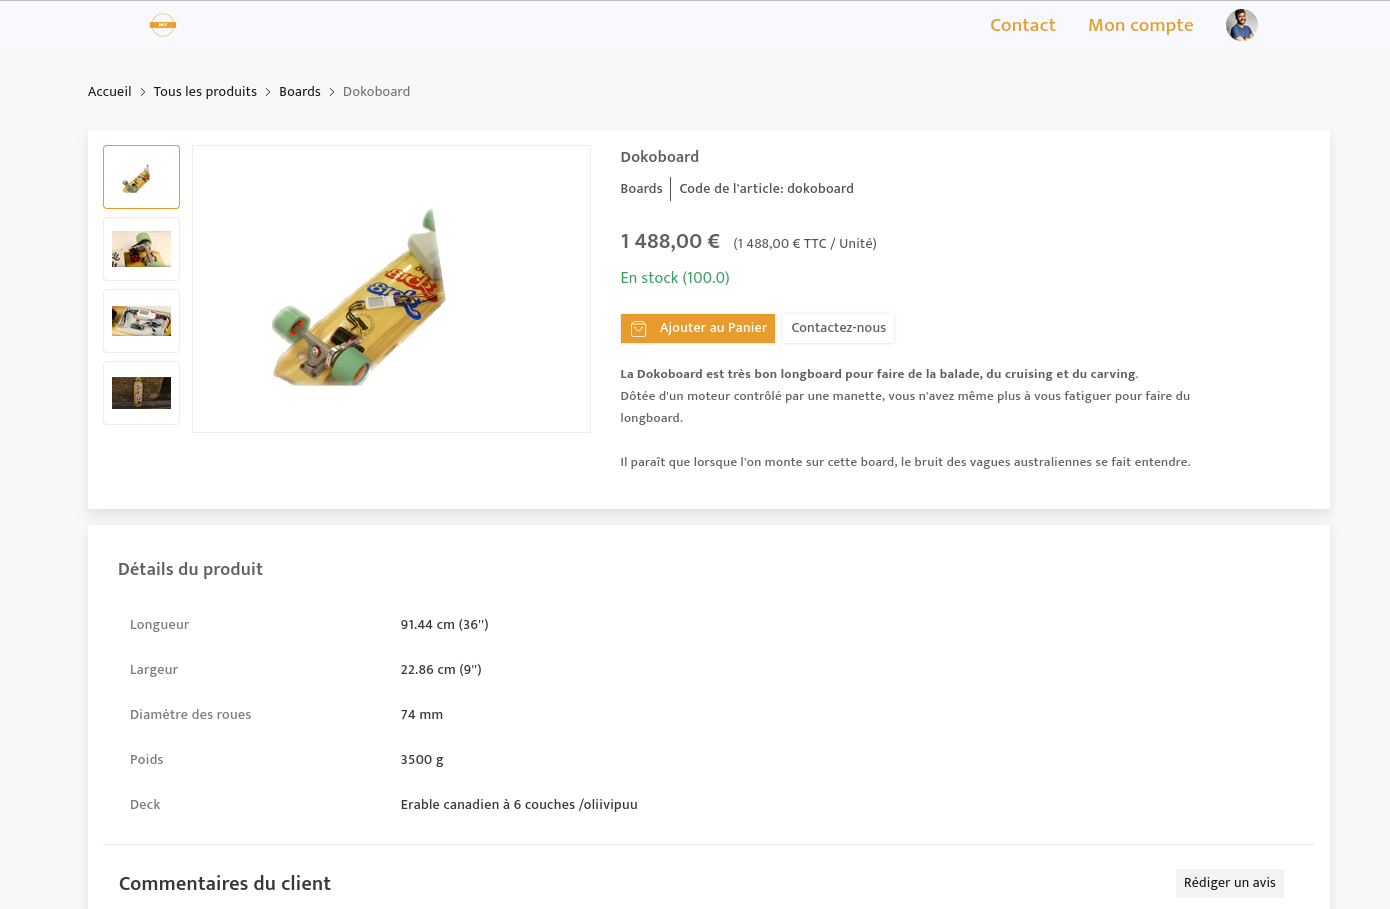 Contact
Mon compte
Accueil > Tous les produits > Boards > Dokoboard
Dokoboard
Boards | Code de l'article: dokoboard
1 488,00 € (1 488,00 € TTC / Unité)
En stock (100.0)
Ajouter au Panier
Contactez-nous
La Dokoboard est très bon longboard pour faire de la balade, du cruising et du carving.
Dôtée d'un moteur contrôlé par une manette, vous n'avez même plus à vous fatiguer pour faire du
longboard.
Il paraît que lorsque l'on monte sur cette board, le bruit des vagues australiennes se fait entendre.
Détails du produit
Longueur 91.44 cm (36'')
Largeur 22.86 cm (9'')
Diamètre des roues 74 mm
Poids 3500 g
Deck Erable canadien à 6 couches /oliivipuu
Commentaires du client
Rédiger un avis